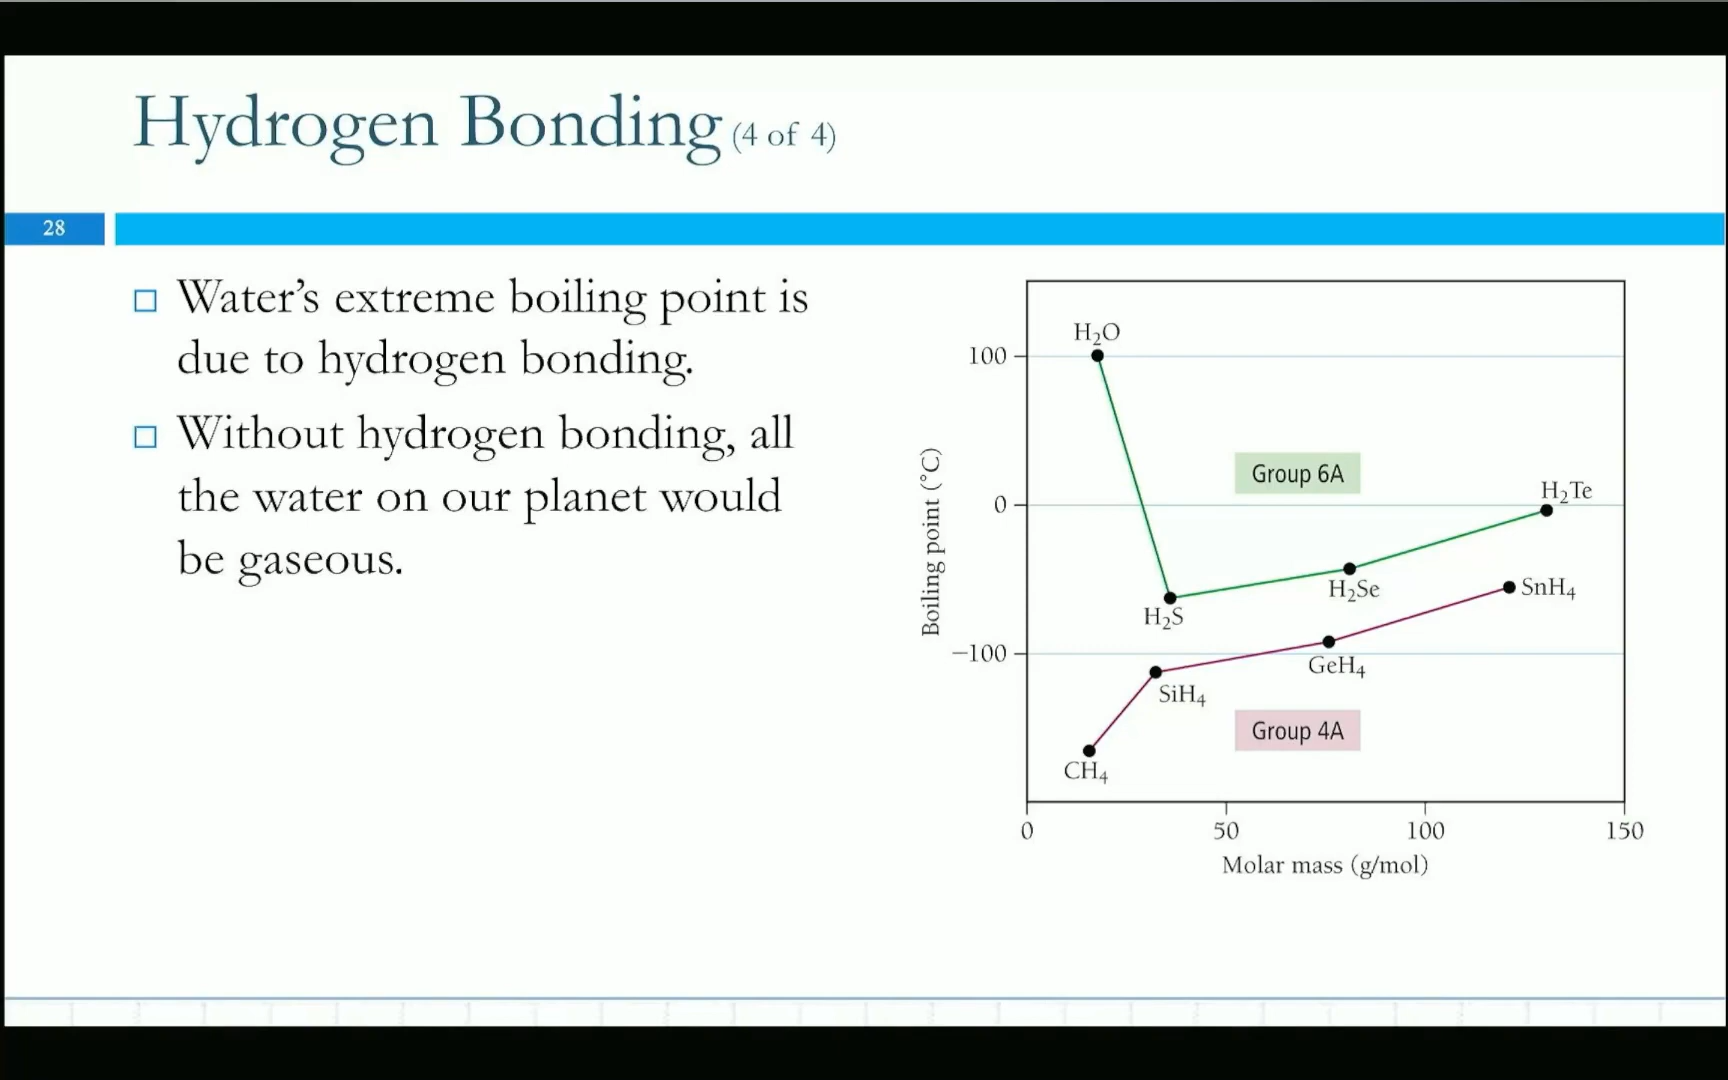 Hydrogen Bonding (4 of 4)
28
Water’s extreme boiling point is
due to hydrogen bonding.
Without hydrogen bonding, all
the water on our planet would
be gaseous.
H₂O
100
Group 6A
H₂Te
0
Boiling point (°C)
H₂Se
SnH₄
H₂S
−100
GeH₄
SiH₄
Group 4A
CH₄
0 50 100 150
Molar mass (g/mol)